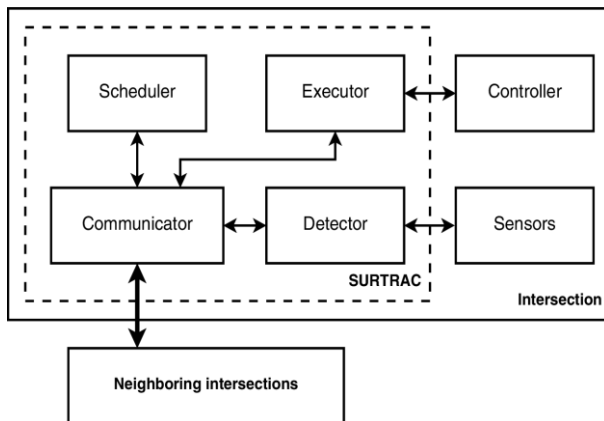 Scheduler
Executor
Controller
Communicator
Detector
Sensors
SURTRAC
Intersection
Neighboring intersections